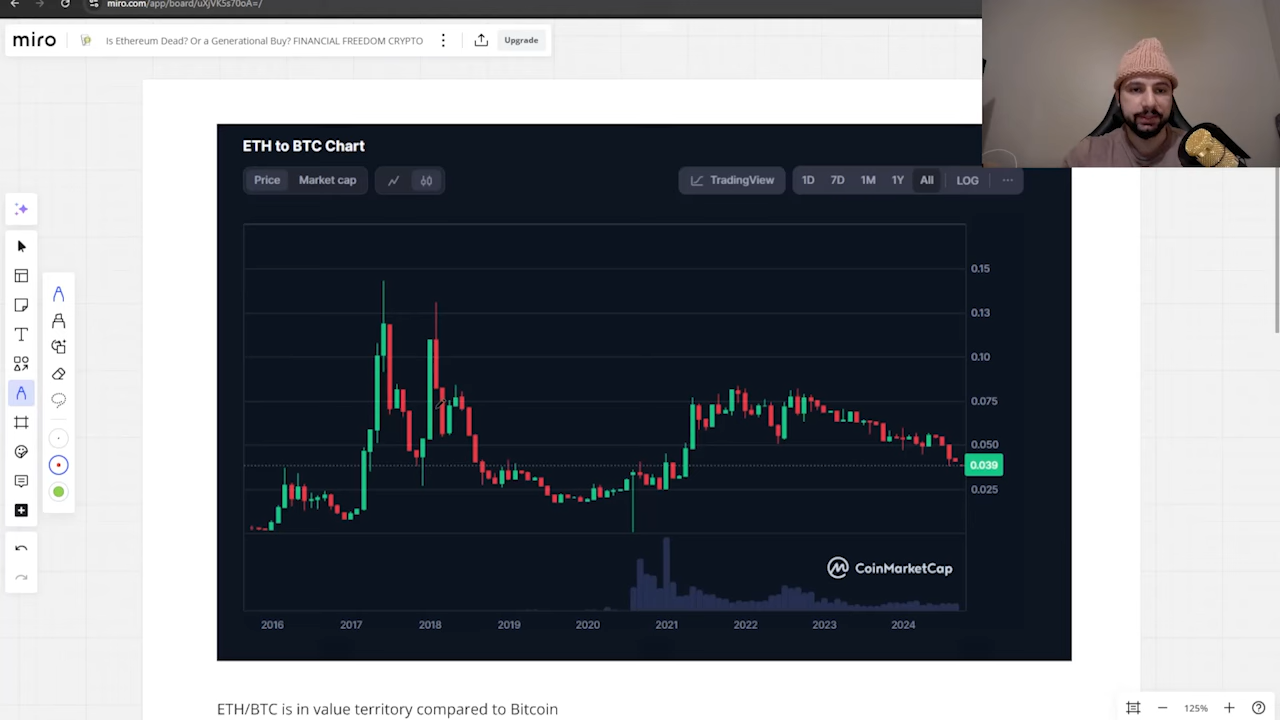 miro.com/app/board/uXjVK5s7oA=/
miro
Is Ethereum Dead? Or a Generational Buy? FINANCIAL FREEDOM CRYPTO
Upgrade
ETH to BTC Chart
Price Market cap
TradingView
1D 7D 1M 1Y All LOG ...
0.15
0.13
0.10
0.075
0.050
0.039
0.025
CoinMarketCap
2016 2017 2018 2019 2020 2021 2022 2023 2024
ETH/BTC is in value territory compared to Bitcoin
125%